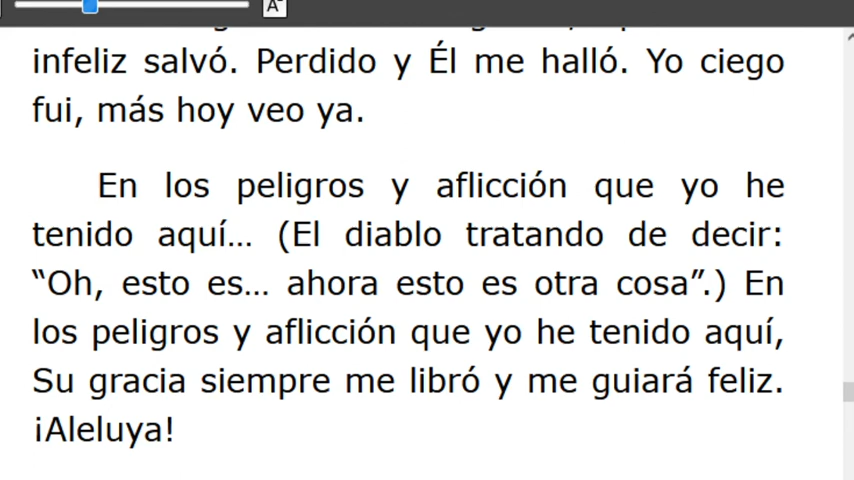 A
infeliz salvó. Perdido y Él me halló. Yo ciego
fui, más hoy veo ya.
En los peligros y aflicción que yo he
tenido aquí… (El diablo tratando de decir:
“Oh, esto es… ahora esto es otra cosa”.) En
los peligros y aflicción que yo he tenido aquí,
Su gracia siempre me libró y me guiará feliz.
¡Aleluya!